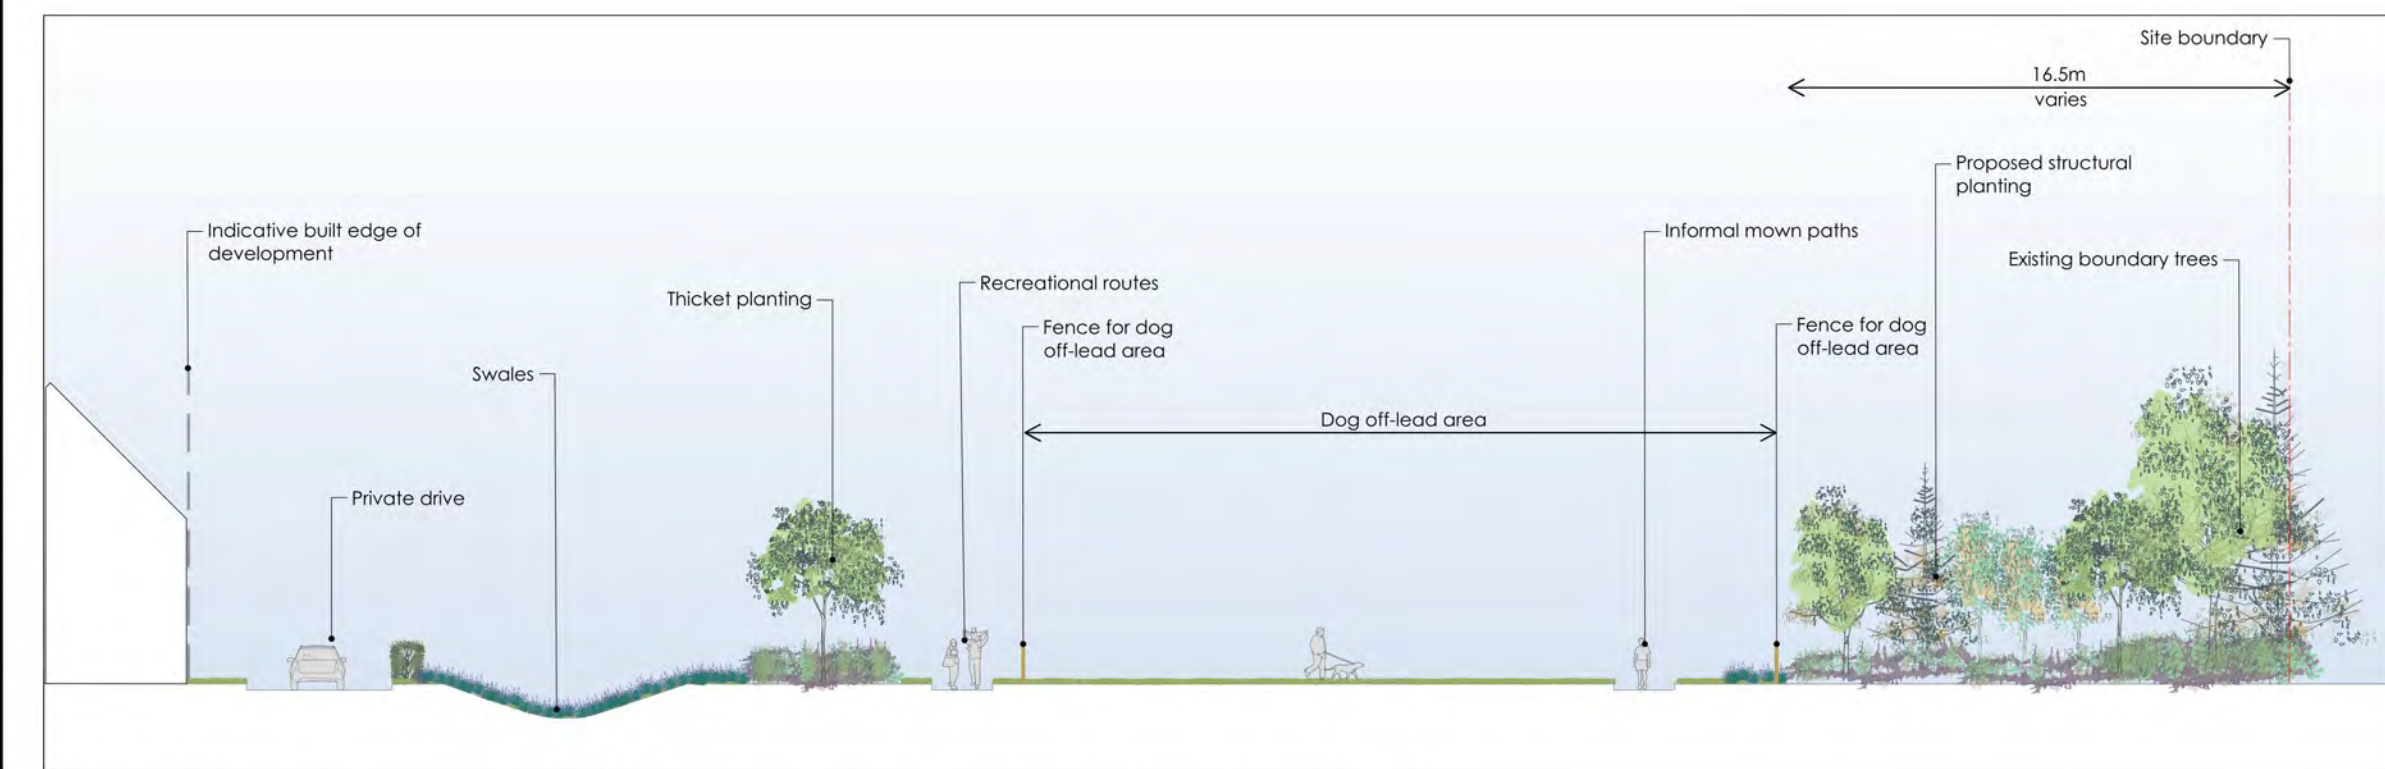 Site boundary
16.5m
varies
Proposed structural
planting
Indicative built edge of
development
Informal mown paths
Existing boundary trees
Recreational routes
Thicket planting
Fence for dog
off-lead area
Fence for dog
off-lead area
Swales
Dog off-lead area
Private drive